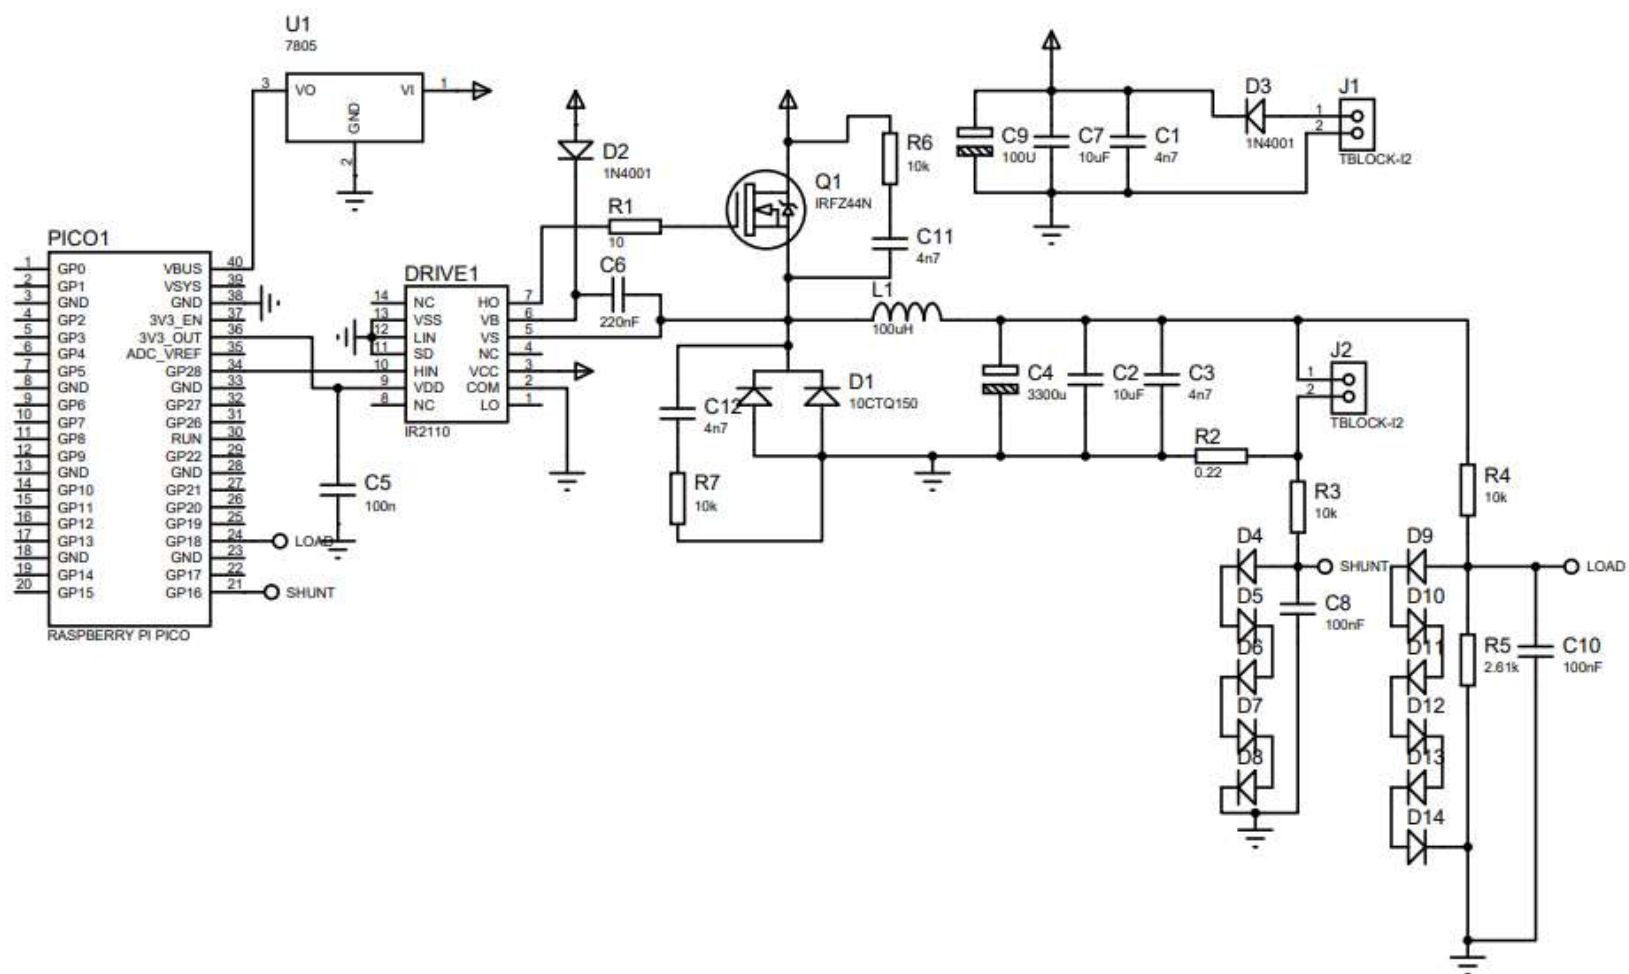 U1
7805
3 VO VI 1
GND
2
D2
1N4001
R1
10
C6
220nF
Q1
IRFZ44N
R6
10k
C11
4n7
C9
100U
C7
10uF
C1
4n7
D3
1N4001
J1
1
2
TBLOCK-I2
PICO1
1 GP0 VBUS 40
2 GP1 VSYS 39
3 GND GND 38
4 GP2 3V3_EN 37
5 GP3 3V3_OUT 36
6 GP4 ADC_VREF 35
7 GP5 GP28 34
8 GND GND 33
9 GP6 GP27 32
10 GP7 GP26 31
11 GP8 RUN 30
12 GP9 GP22 29
13 GND GND 28
14 GP10 GP21 27
15 GP11 GP20 26
16 GP12 GP19 25
17 GP13 GP18 24 LOAD
18 GND GND 23
19 GP14 GP17 22
20 GP15 GP16 21 SHUNT
RASPBERRY PI PICO
DRIVE1
14 NC HO 7
13 VSS VB 6
12 LIN VS 5
11 SD NC 4
10 HIN VCC 3
9 VDD COM 2
8 NC LO 1
IR2110
C5
100n
L1
100uH
C12
4n7
R7
10k
D1
10CTQ150
C4
3300u
C2
10uF
C3
4n7
J2
1
2
TBLOCK-I2
R2
0.22
R3
10k
R4
10k
D4
D5
D6
D7
D8
SHUNT
C8
100nF
D9
D10
D11
D12
D13
D14
LOAD
R5
2.61k
C10
100nF